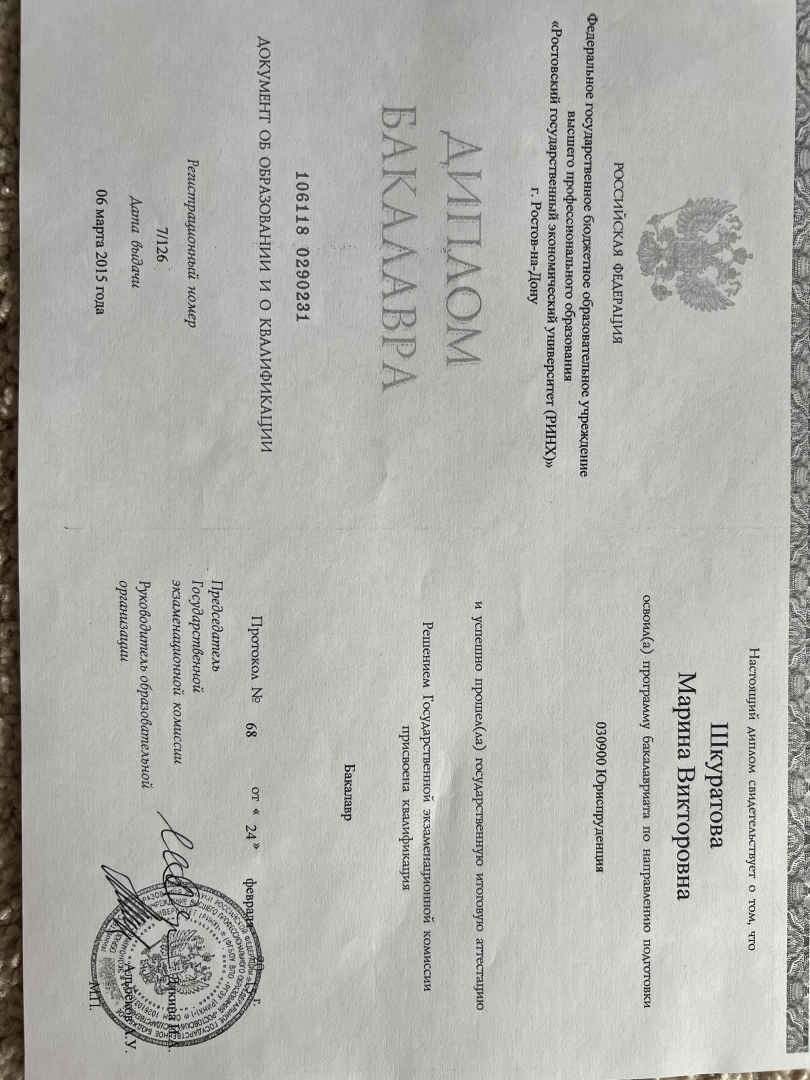 РОССИЙСКАЯ ФЕДЕРАЦИЯ
Федеральное государственное бюджетное образовательное учреждение
высшего профессионального образования
«Ростовский государственный экономический университет (РИНХ)»
г. Ростов-на-Дону
ДИПЛОМ
БАКАЛАВРА
106118 0290231
ДОКУМЕНТ ОБ ОБРАЗОВАНИИ И О КВАЛИФИКАЦИИ
Регистрационный номер
7/126
Дата выдачи
06 марта 2015 года
Настоящий диплом свидетельствует о том, что
Шкуратова
Марина Викторовна
освоил(а) программу бакалавриата по направлению подготовки
030900 Юриспруденция
и успешно прошел(ла) государственную итоговую аттестацию
Решением Государственной экзаменационной комиссии
присвоена квалификация
Бакалавр
Протокол № 68 от « 24 » февраля г.
Председатель
Государственной
экзаменационной комиссии
Руководитель образовательной
организации
М.П.